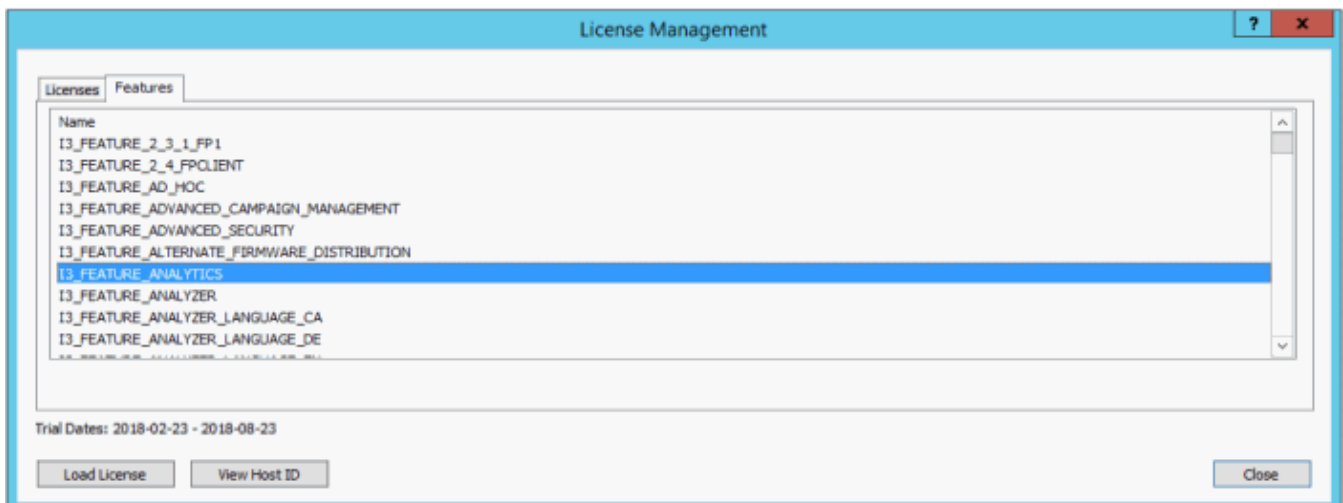 License Management
? x
Licenses Features
Name
I3_FEATURE_2_3_1_FP1
I3_FEATURE_2_4_FPCLIENT
I3_FEATURE_AD_HOC
I3_FEATURE_ADVANCED_CAMPAIGN_MANAGEMENT
I3_FEATURE_ADVANCED_SECURITY
I3_FEATURE_ALTERNATE_FIRMWARE_DISTRIBUTION
I3_FEATURE_ANALYTICS
I3_FEATURE_ANALYZER
I3_FEATURE_ANALYZER_LANGUAGE_CA
I3_FEATURE_ANALYZER_LANGUAGE_DE
Trial Dates: 2018-02-23 - 2018-08-23
Load License View Host ID Close